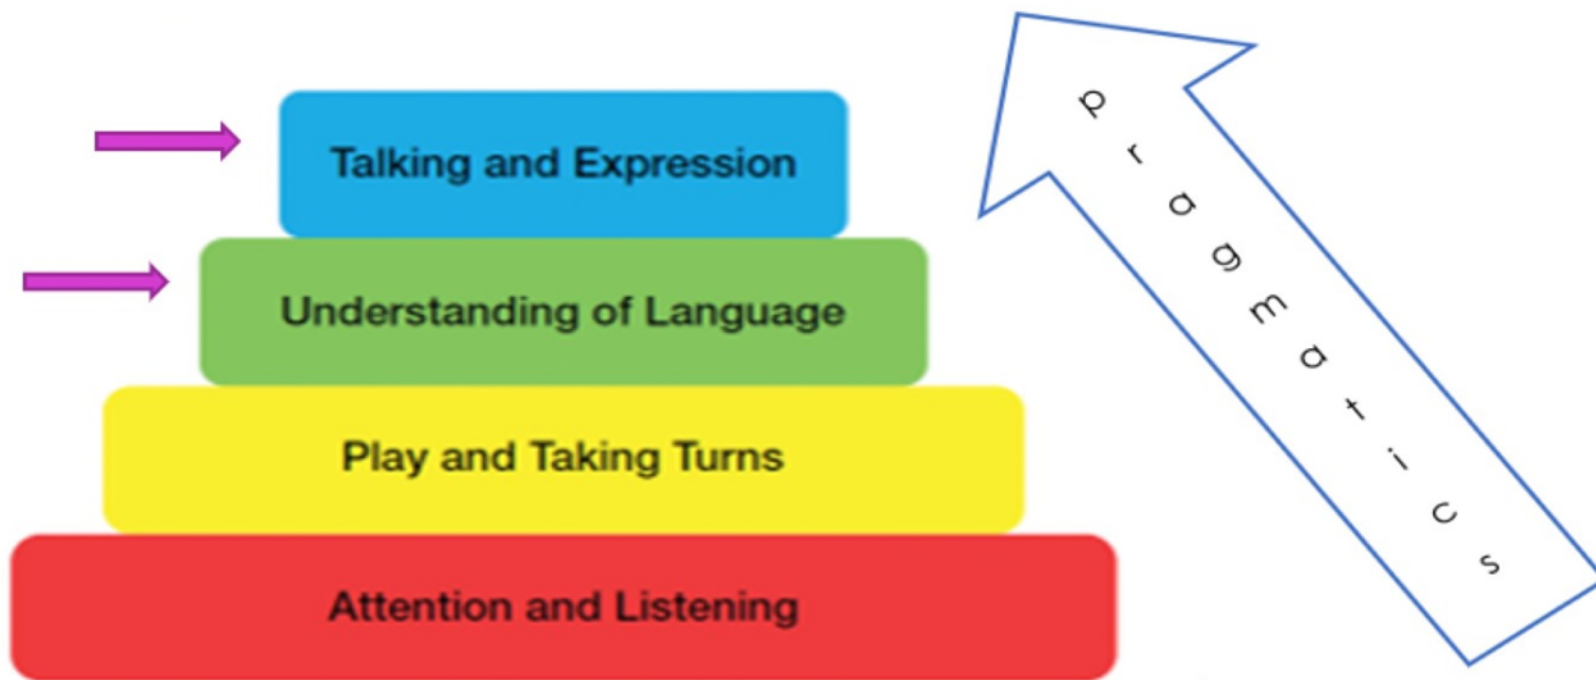 Talking and Expression
Understanding of Language
Play and Taking Turns
Attention and Listening
pragmatics